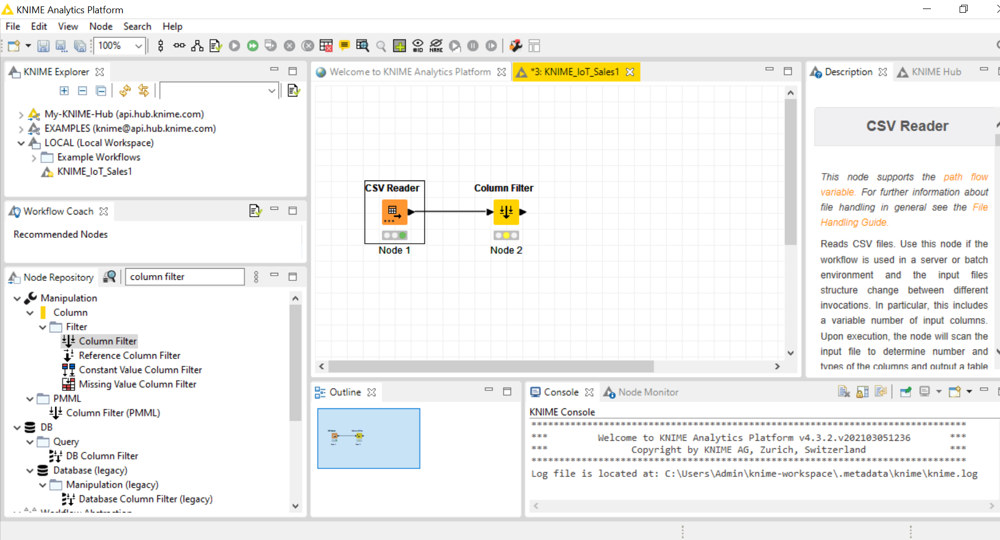 KNIME Analytics Platform
File Edit View Node Search Help
100%
#ID
NAME
KNIME Explorer
My-KNIME-Hub (api.hub.knime.com)
EXAMPLES (knime@api.hub.knime.com)
LOCAL (Local Workspace)
Example Workflows
KNIME_IoT_Sales1
Workflow Coach
Recommended Nodes
Node Repository
column filter
Manipulation
Column
Filter
Column Filter
Reference Column Filter
Constant Value Column Filter
Missing Value Column Filter
PMML
Column Filter (PMML)
DB
Query
DB Column Filter
Database (legacy)
Manipulation (legacy)
Database Column Filter (legacy)
Workflow Abstraction
Welcome to KNIME Analytics Platform
*3: KNIME_IoT_Sales1
CSV Reader
Column Filter
Node 1
Node 2
Outline
Description
KNIME Hub
CSV Reader
This node supports the path flow
variable. For further information about
file handling in general see the File
Handling Guide.
Reads CSV files. Use this node if the
workflow is used in a server or batch
environment and the input files
structure change between different
invocations. In particular, this includes
a variable number of input columns.
Upon execution, the node will scan the
input file to determine number and
types of the columns and output a table
Console
Node Monitor
KNIME Console
******************************************************************************
*** Welcome to KNIME Analytics Platform v4.3.2.v202103051236 ***
*** Copyright by KNIME AG, Zurich, Switzerland ***
******************************************************************************
Log file is located at: C:\Users\Admin\knime-workspace\.metadata\knime\knime.log